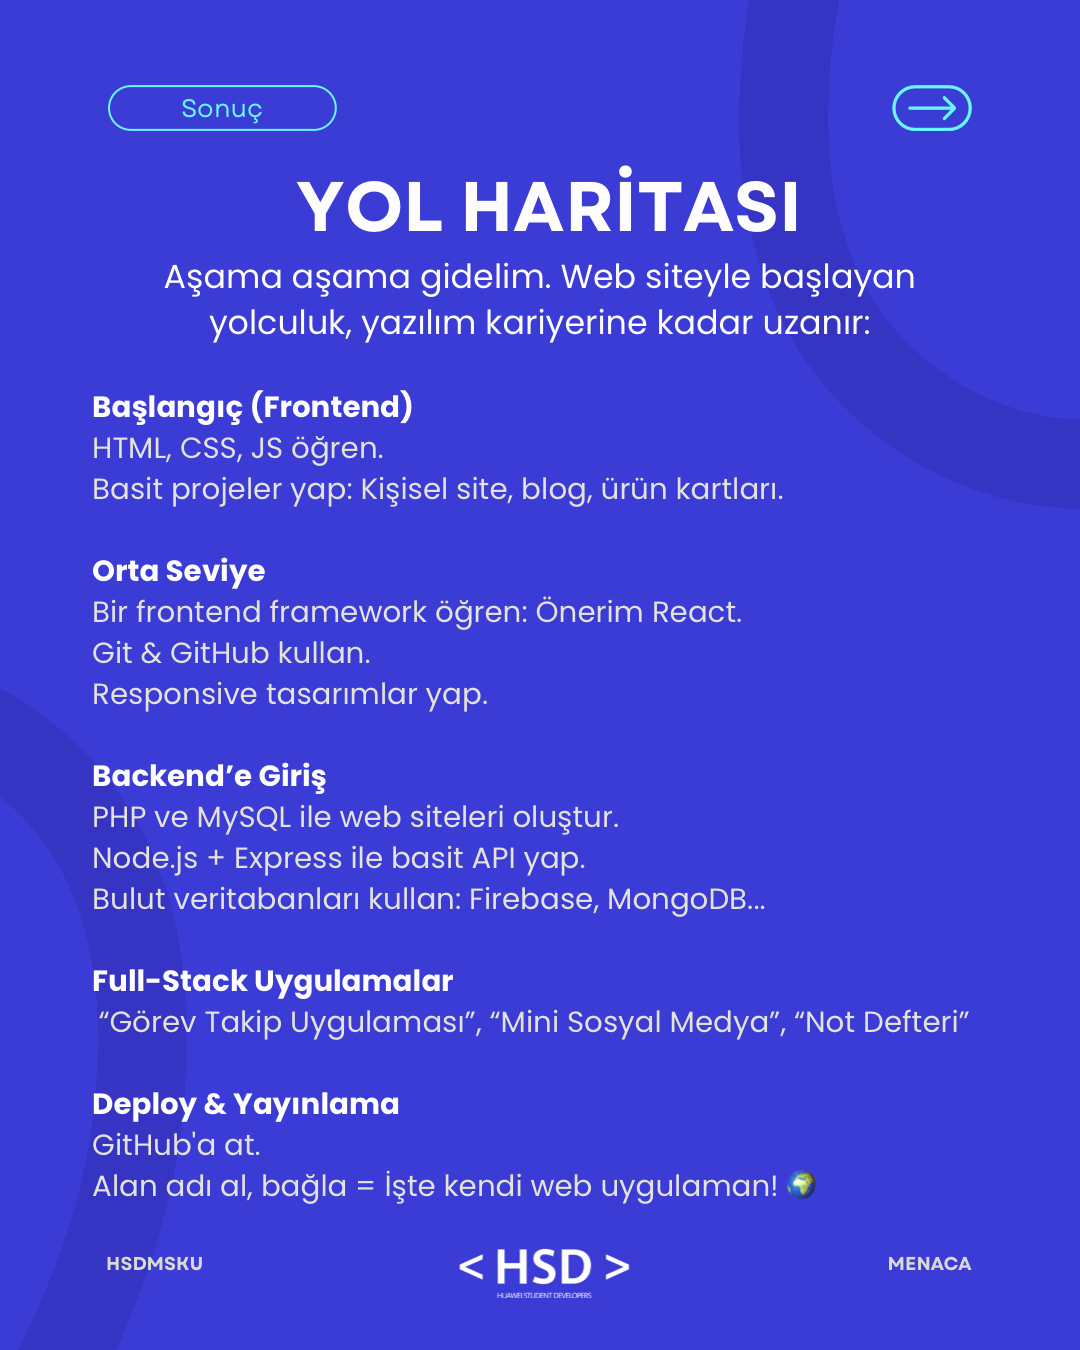 Sonuç
YOL HARİTASI
Aşama aşama gidelim. Web siteyle başlayan
yolculuk, yazılım kariyerine kadar uzanır:
Başlangıç (Frontend)
HTML, CSS, JS öğren.
Basit projeler yap: Kişisel site, blog, ürün kartları.
Orta Seviye
Bir frontend framework öğren: Önerim React.
Git & GitHub kullan.
Responsive tasarımlar yap.
Backend’e Giriş
PHP ve MySQL ile web siteleri oluştur.
Node.js + Express ile basit API yap.
Bulut veritabanları kullan: Firebase, MongoDB...
Full-Stack Uygulamalar
“Görev Takip Uygulaması”, “Mini Sosyal Medya”, “Not Defteri”
Deploy & Yayınlama
GitHub'a at.
Alan adı al, bağla = İşte kendi web uygulaman! 🌍
HSDMSKU
< HSD >
HUAWEI STUDENT DEVELOPERS
MENACA